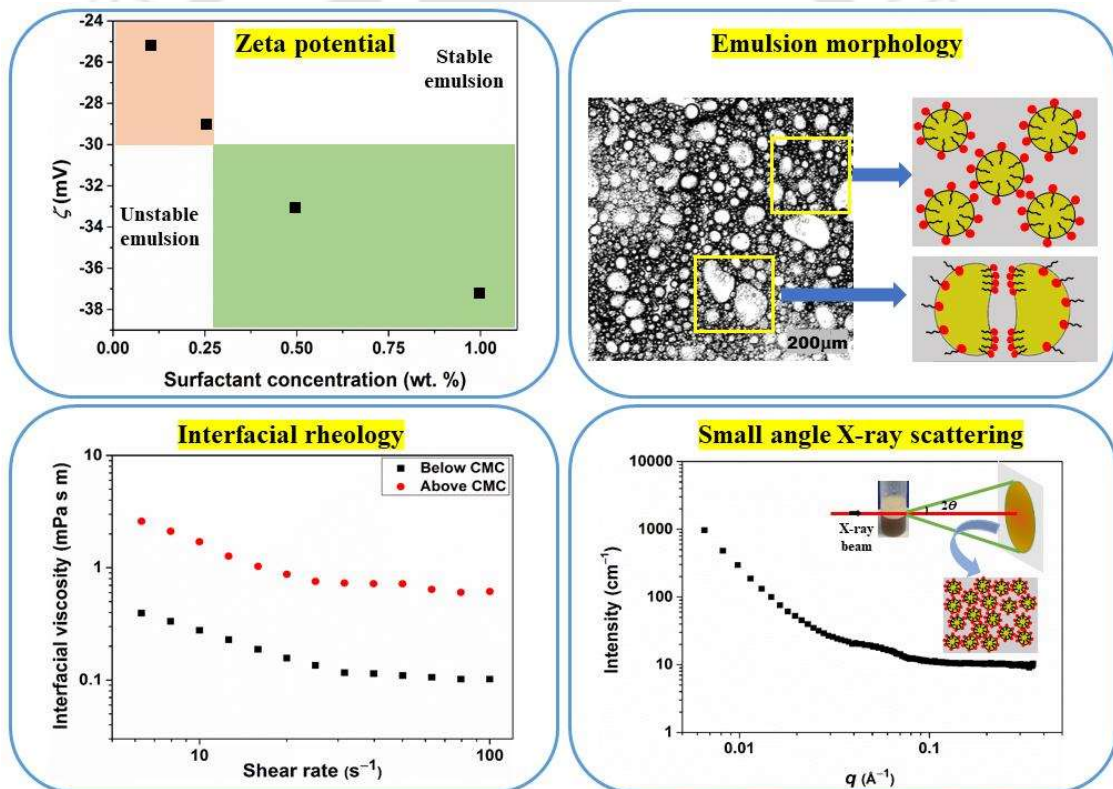 Zeta potential
Stable
emulsion
Unstable
emulsion
-24
-26
-28
-30
-33
-34
-36
-38
ζ (mV)
0.00 0.25 0.50 0.75 1.00
Surfactant concentration (wt. %)
Emulsion morphology
200μm
Interfacial rheology
Below CMC
Above CMC
10
1
0.1
Interfacial viscosity (mPa s m)
10 100
Shear rate (s⁻¹)
Small angle X-ray scattering
10000
1000
100
10
1
Intensity (cm⁻¹)
2θ
X-ray
beam
0.01 0.1
q (Å⁻¹)